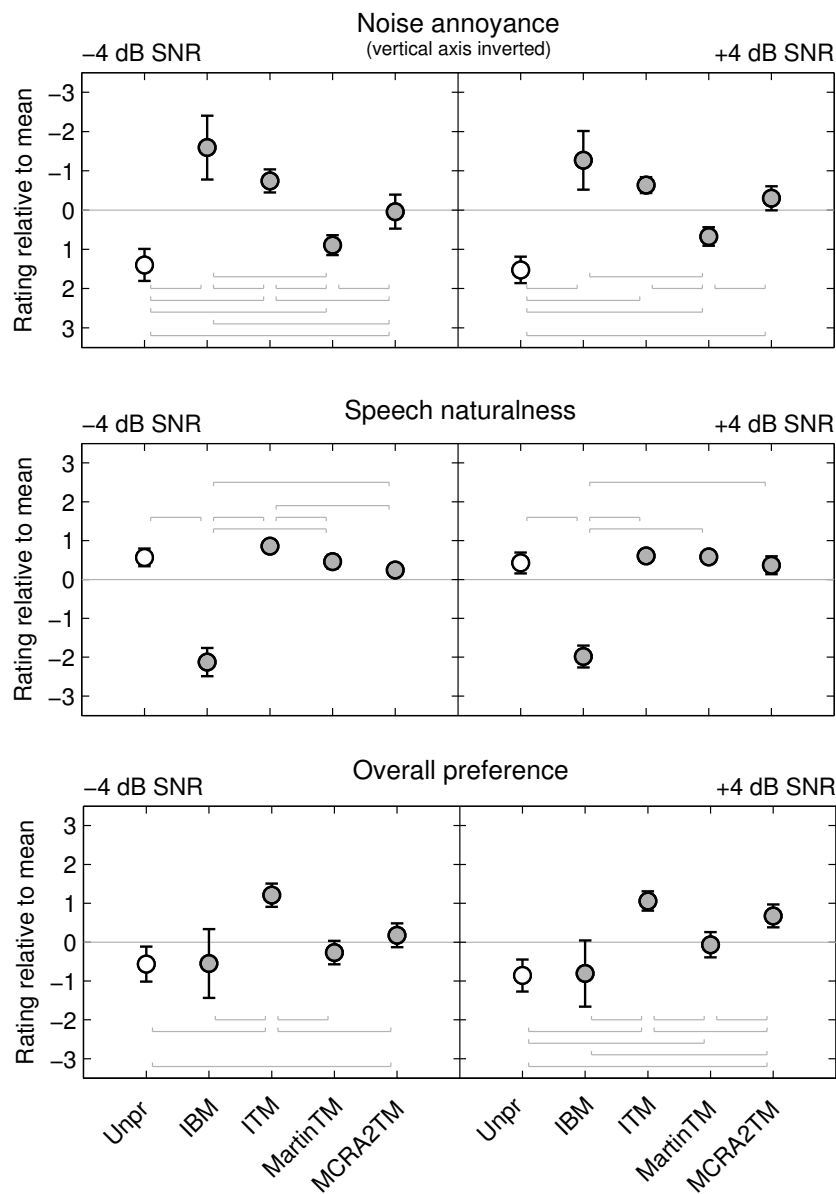 Noise annoyance
(vertical axis inverted)
−4 dB SNR
+4 dB SNR
−3
−2
−1
0
1
2
3
Rating relative to mean
Speech naturalness
−4 dB SNR
+4 dB SNR
3
2
1
0
−1
−2
−3
Rating relative to mean
Overall preference
−4 dB SNR
+4 dB SNR
3
2
1
0
−1
−2
−3
Rating relative to mean
Unpr
IBM
ITM
MartinTM
MCRA2TM
Unpr
IBM
ITM
MartinTM
MCRA2TM